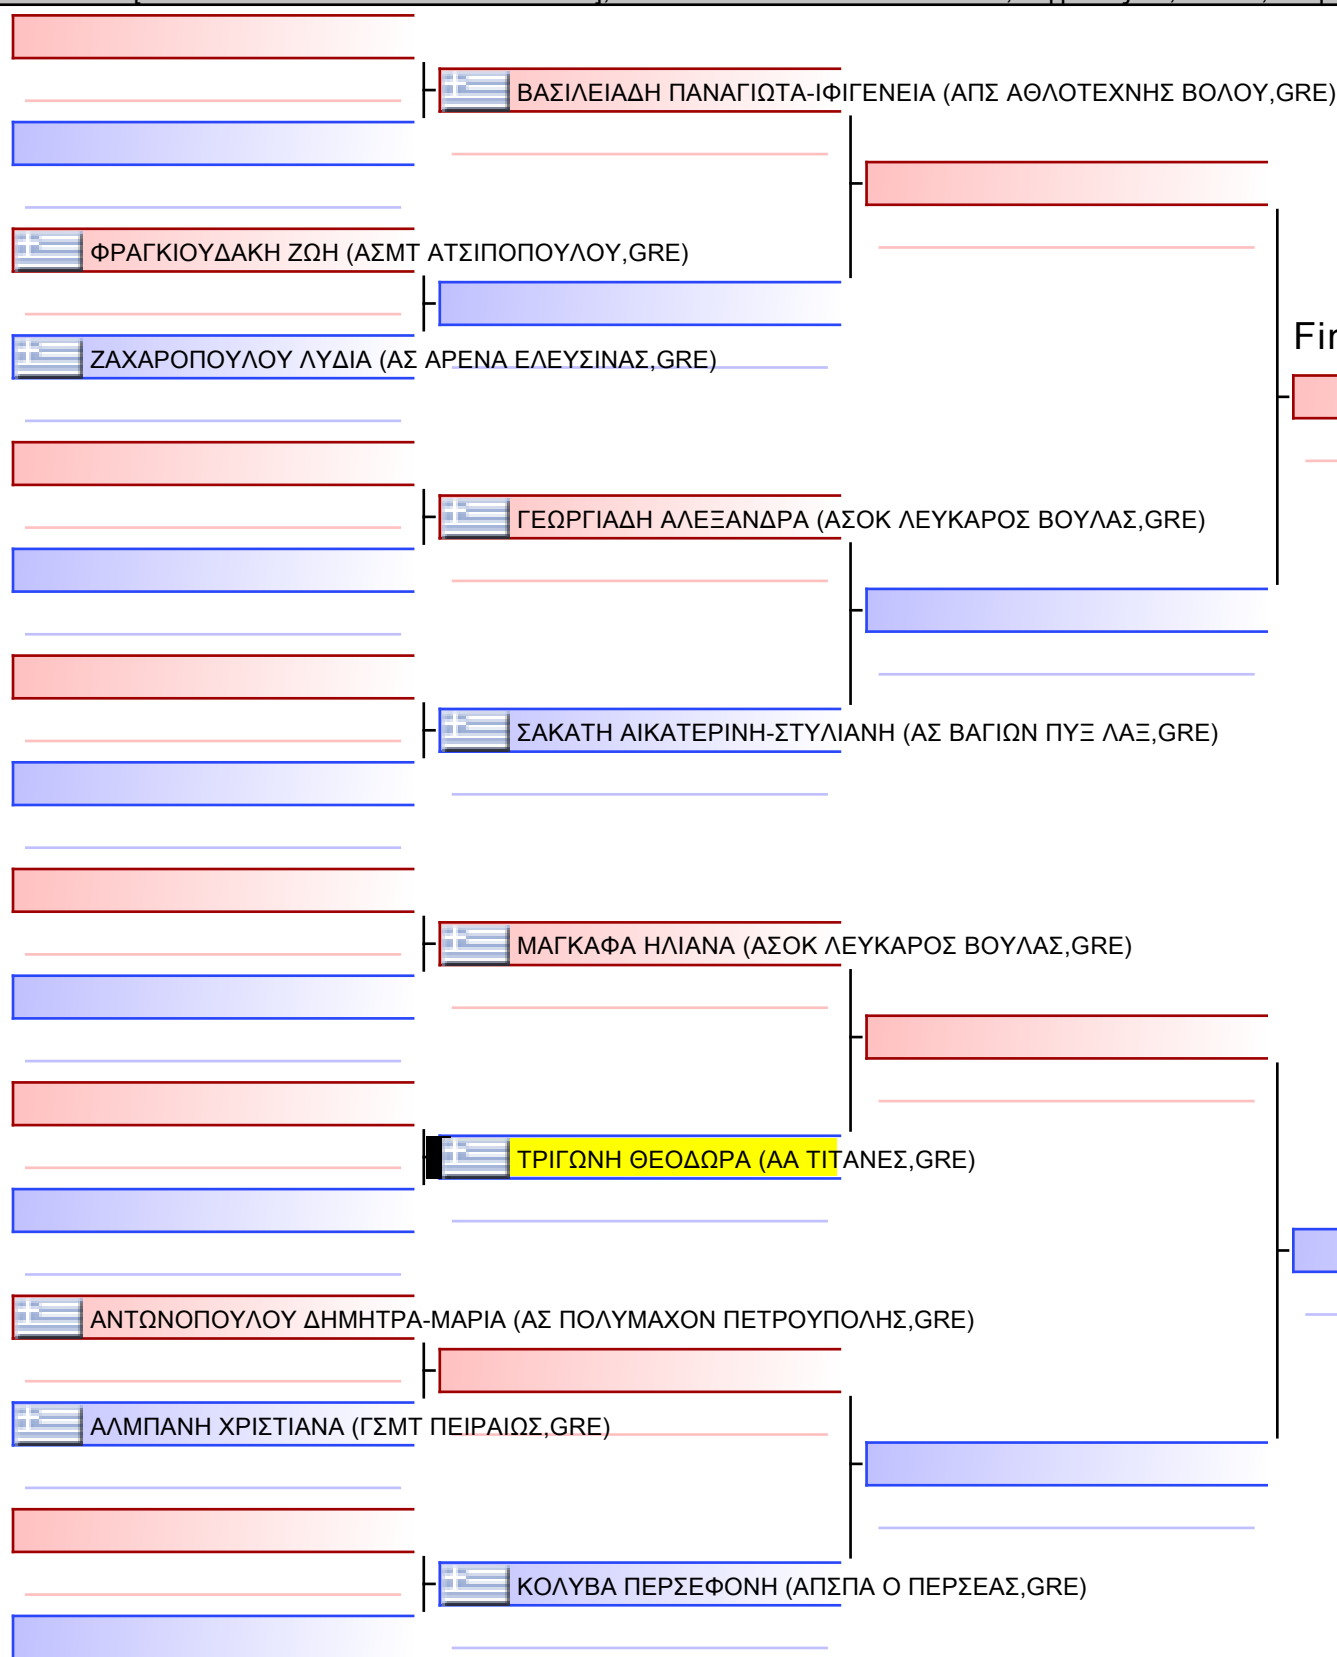 ΒΑΣΙΛΕΙΑΔΗ ΠΑΝΑΓΙΩΤΑ-ΙΦΙΓΕΝΕΙΑ (ΑΠΣ ΑΘΛΟΤΕΧΝΗΣ ΒΟΛΟΥ,GRE)
ΦΡΑΓΚΙΟΥΔΑΚΗ ΖΩΗ (ΑΣΜΤ ΑΤΣΙΠΟΠΟΥΛΟΥ,GRE)
ΖΑΧΑΡΟΠΟΥΛΟΥ ΛΥΔΙΑ (ΑΣ ΑΡΕΝΑ ΕΛΕΥΣΙΝΑΣ,GRE)
ΓΕΩΡΓΙΑΔΗ ΑΛΕΞΑΝΔΡΑ (ΑΣΟΚ ΛΕΥΚΑΡΟΣ ΒΟΥΛΑΣ,GRE)
ΣΑΚΑΤΗ ΑΙΚΑΤΕΡΙΝΗ-ΣΤΥΛΙΑΝΗ (ΑΣ ΒΑΓΙΩΝ ΠΥΞ ΛΑΞ,GRE)
ΜΑΓΚΑΦΑ ΗΛΙΑΝΑ (ΑΣΟΚ ΛΕΥΚΑΡΟΣ ΒΟΥΛΑΣ,GRE)
ΤΡΙΓΩΝΗ ΘΕΟΔΩΡΑ (ΑΑ ΤΙΤΑΝΕΣ,GRE)
ΑΝΤΩΝΟΠΟΥΛΟΥ ΔΗΜΗΤΡΑ-ΜΑΡΙΑ (ΑΣ ΠΟΛΥΜΑΧΟΝ ΠΕΤΡΟΥΠΟΛΗΣ,GRE)
ΑΛΜΠΑΝΗ ΧΡΙΣΤΙΑΝΑ (ΓΣΜΤ ΠΕΙΡΑΙΩΣ,GRE)
ΚΟΛΥΒΑ ΠΕΡΣΕΦΟΝΗ (ΑΠΣΠΑ Ο ΠΕΡΣΕΑΣ,GRE)